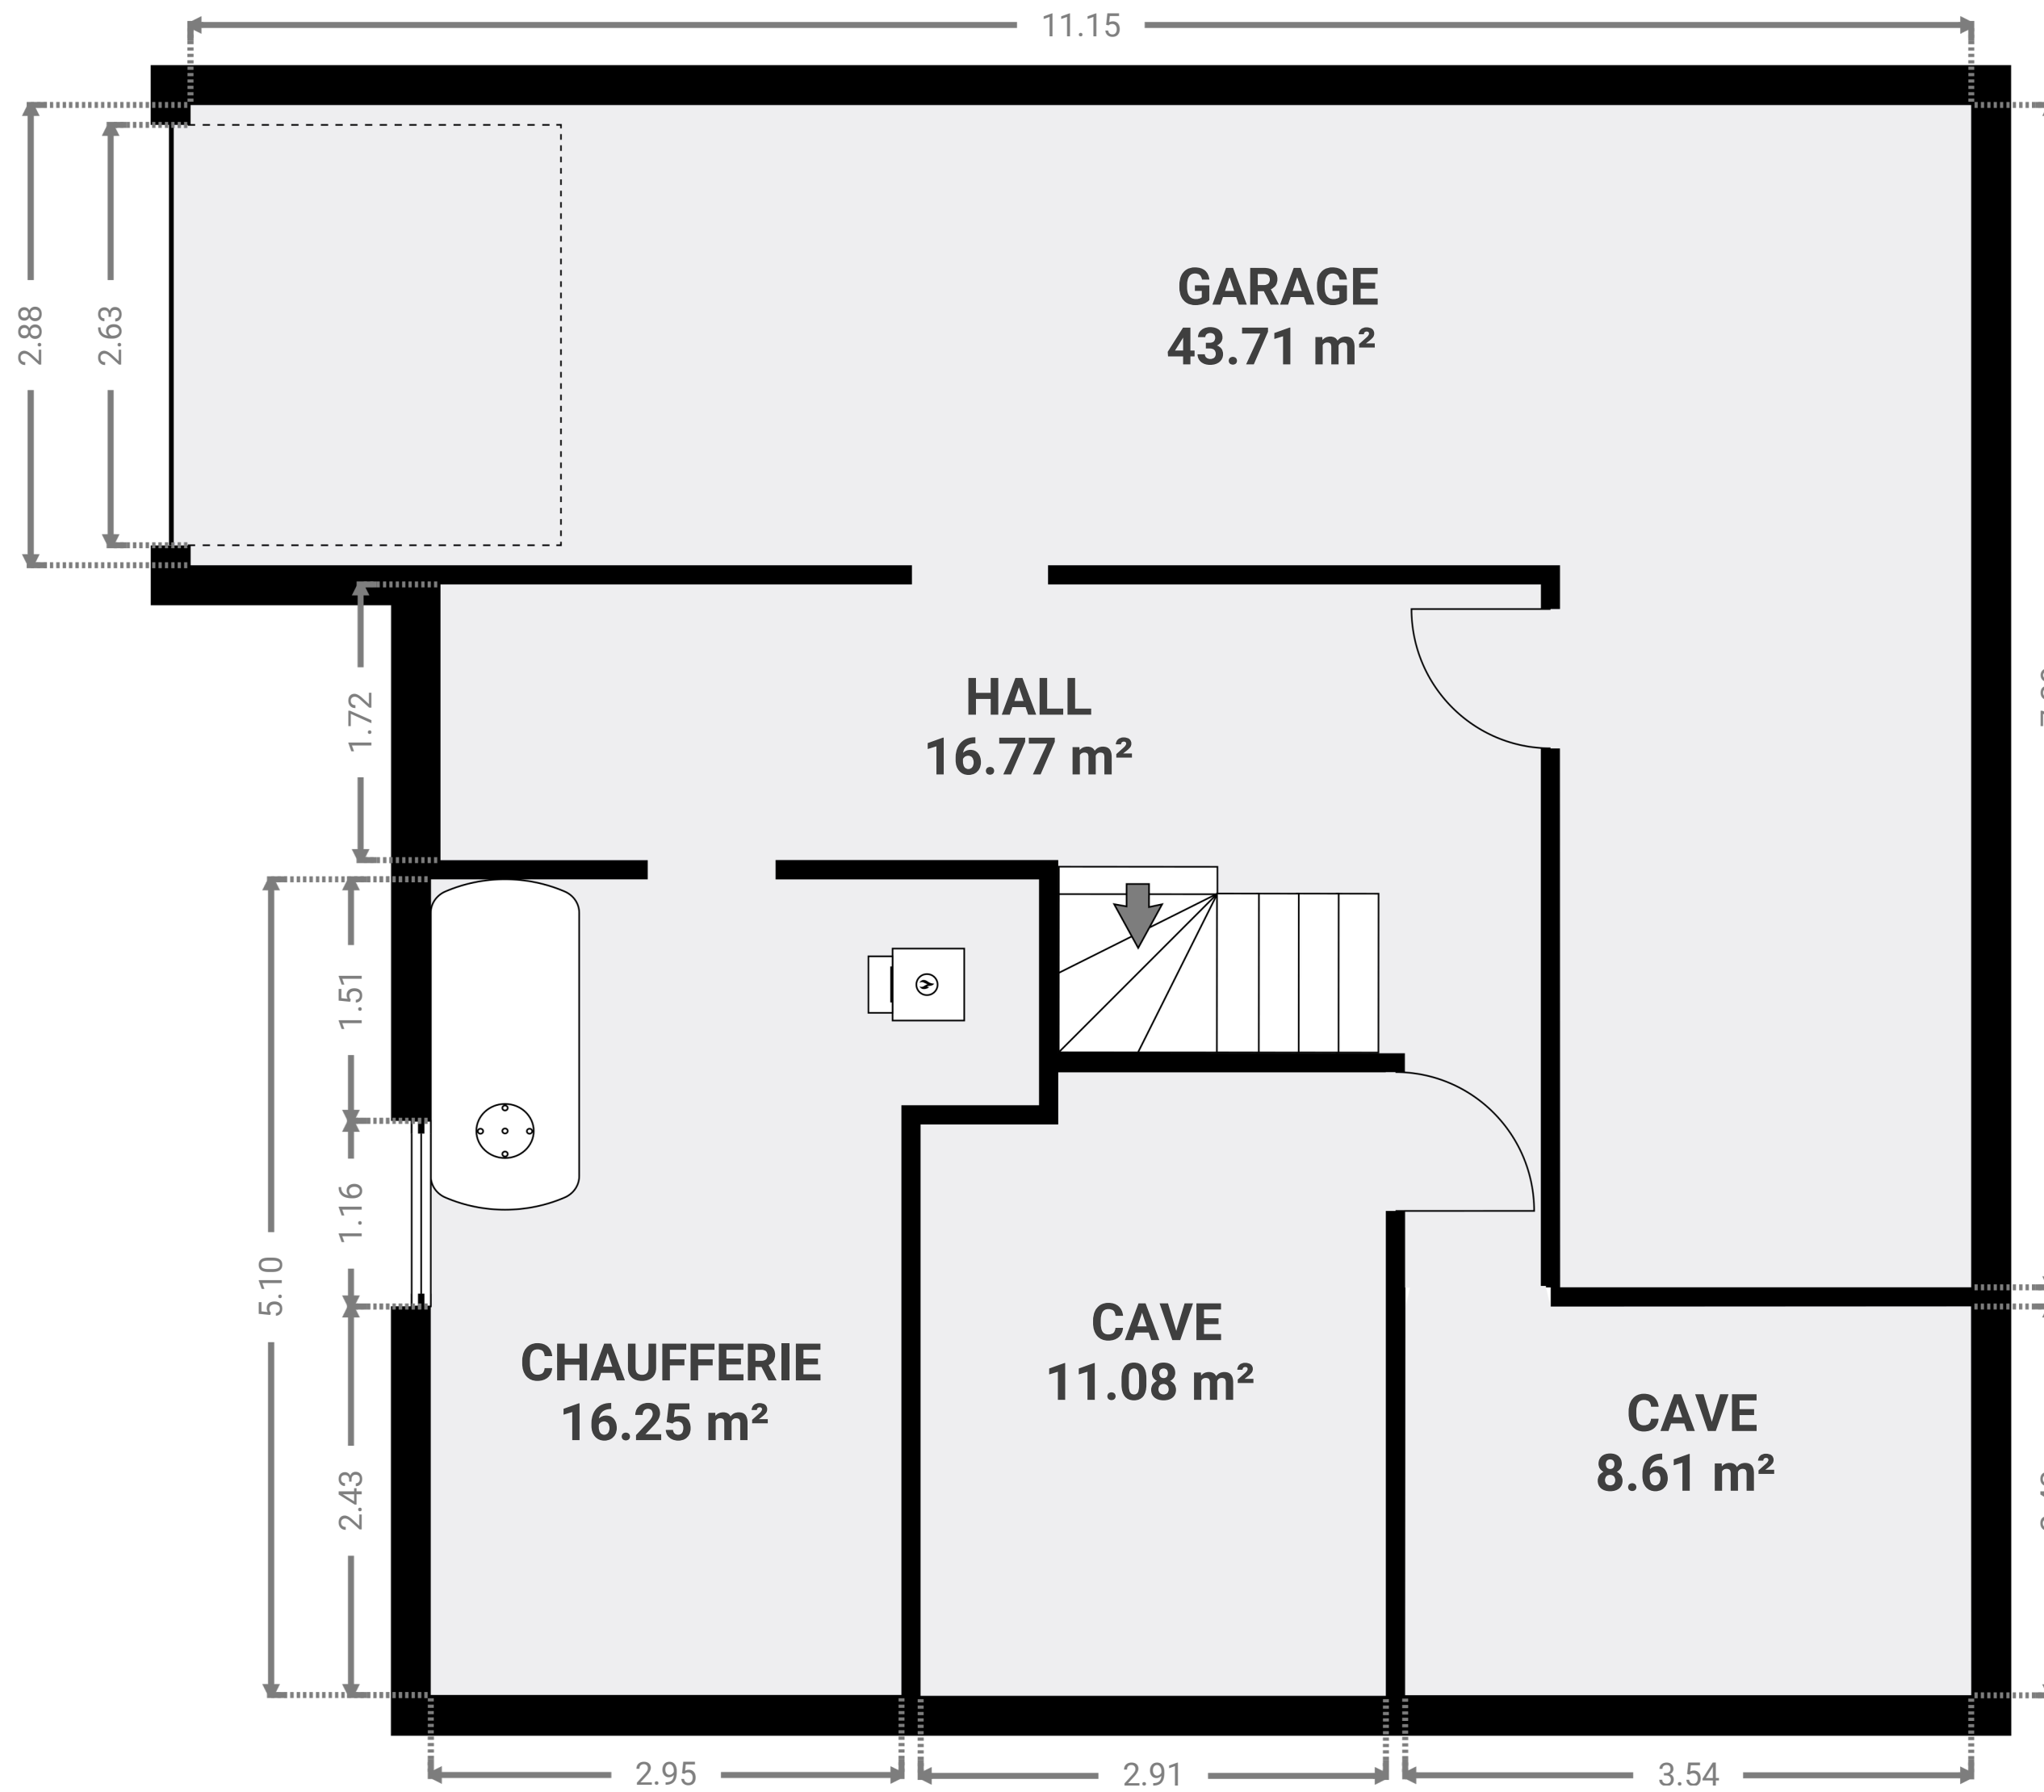 11.15
GARAGE
43.71 m²
2.88
2.63
HALL
16.77 m²
1.72
1.51
1.16
5.10
2.43
CHAUFFERIE
16.25 m²
CAVE
11.08 m²
CAVE
8.61 m²
2.95
2.91
3.54